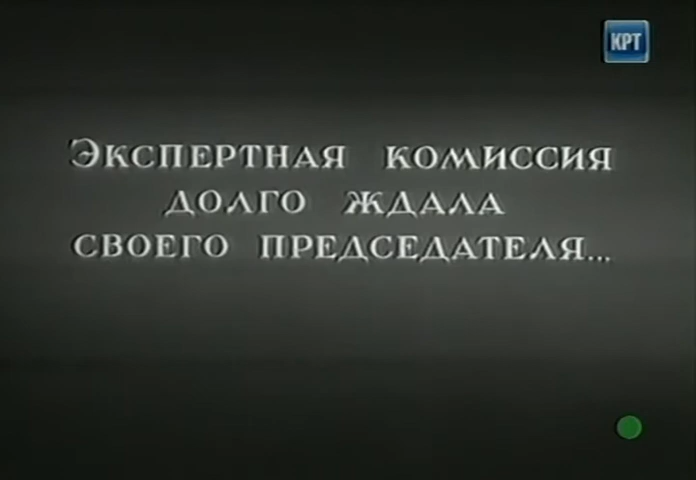 КРТ
Экспертная комиссия
долго ждала
своего председателя...